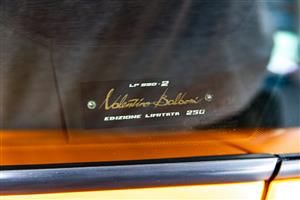 LP 550-2
Valentino Balboni
EDIZIONE LIMITATA 250